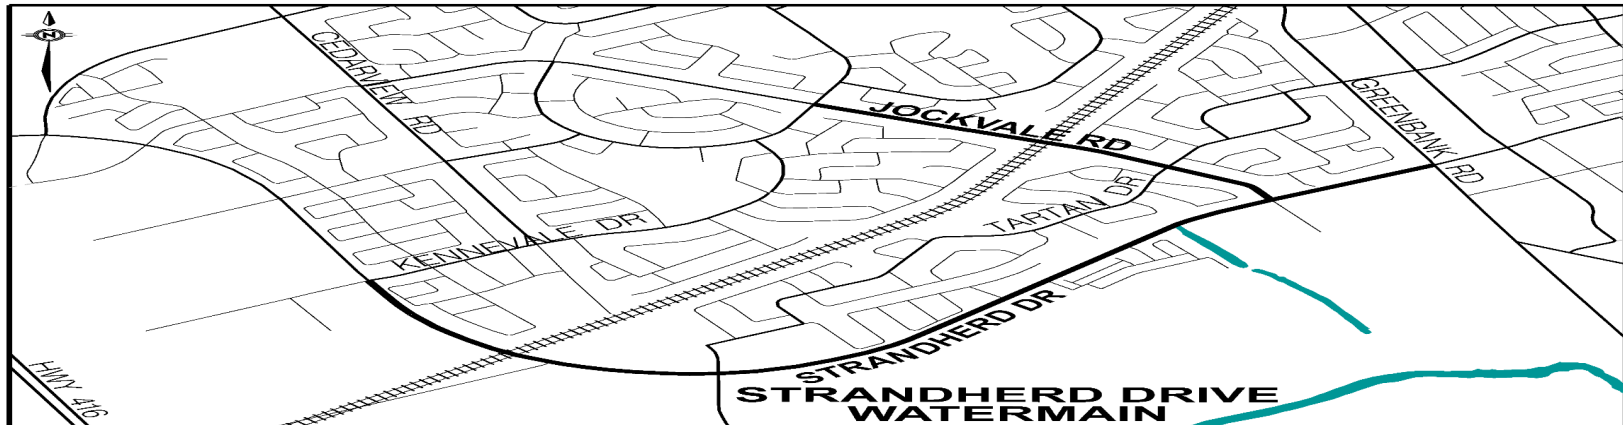 N
CEDARVIEW RD
JOCKVALE RD
GREENBANK RD
TARTAN DR
KENNEVALE DR
STRANDHERD DR
HWY 416
STRANDHERD DRIVE
WATERMAIN